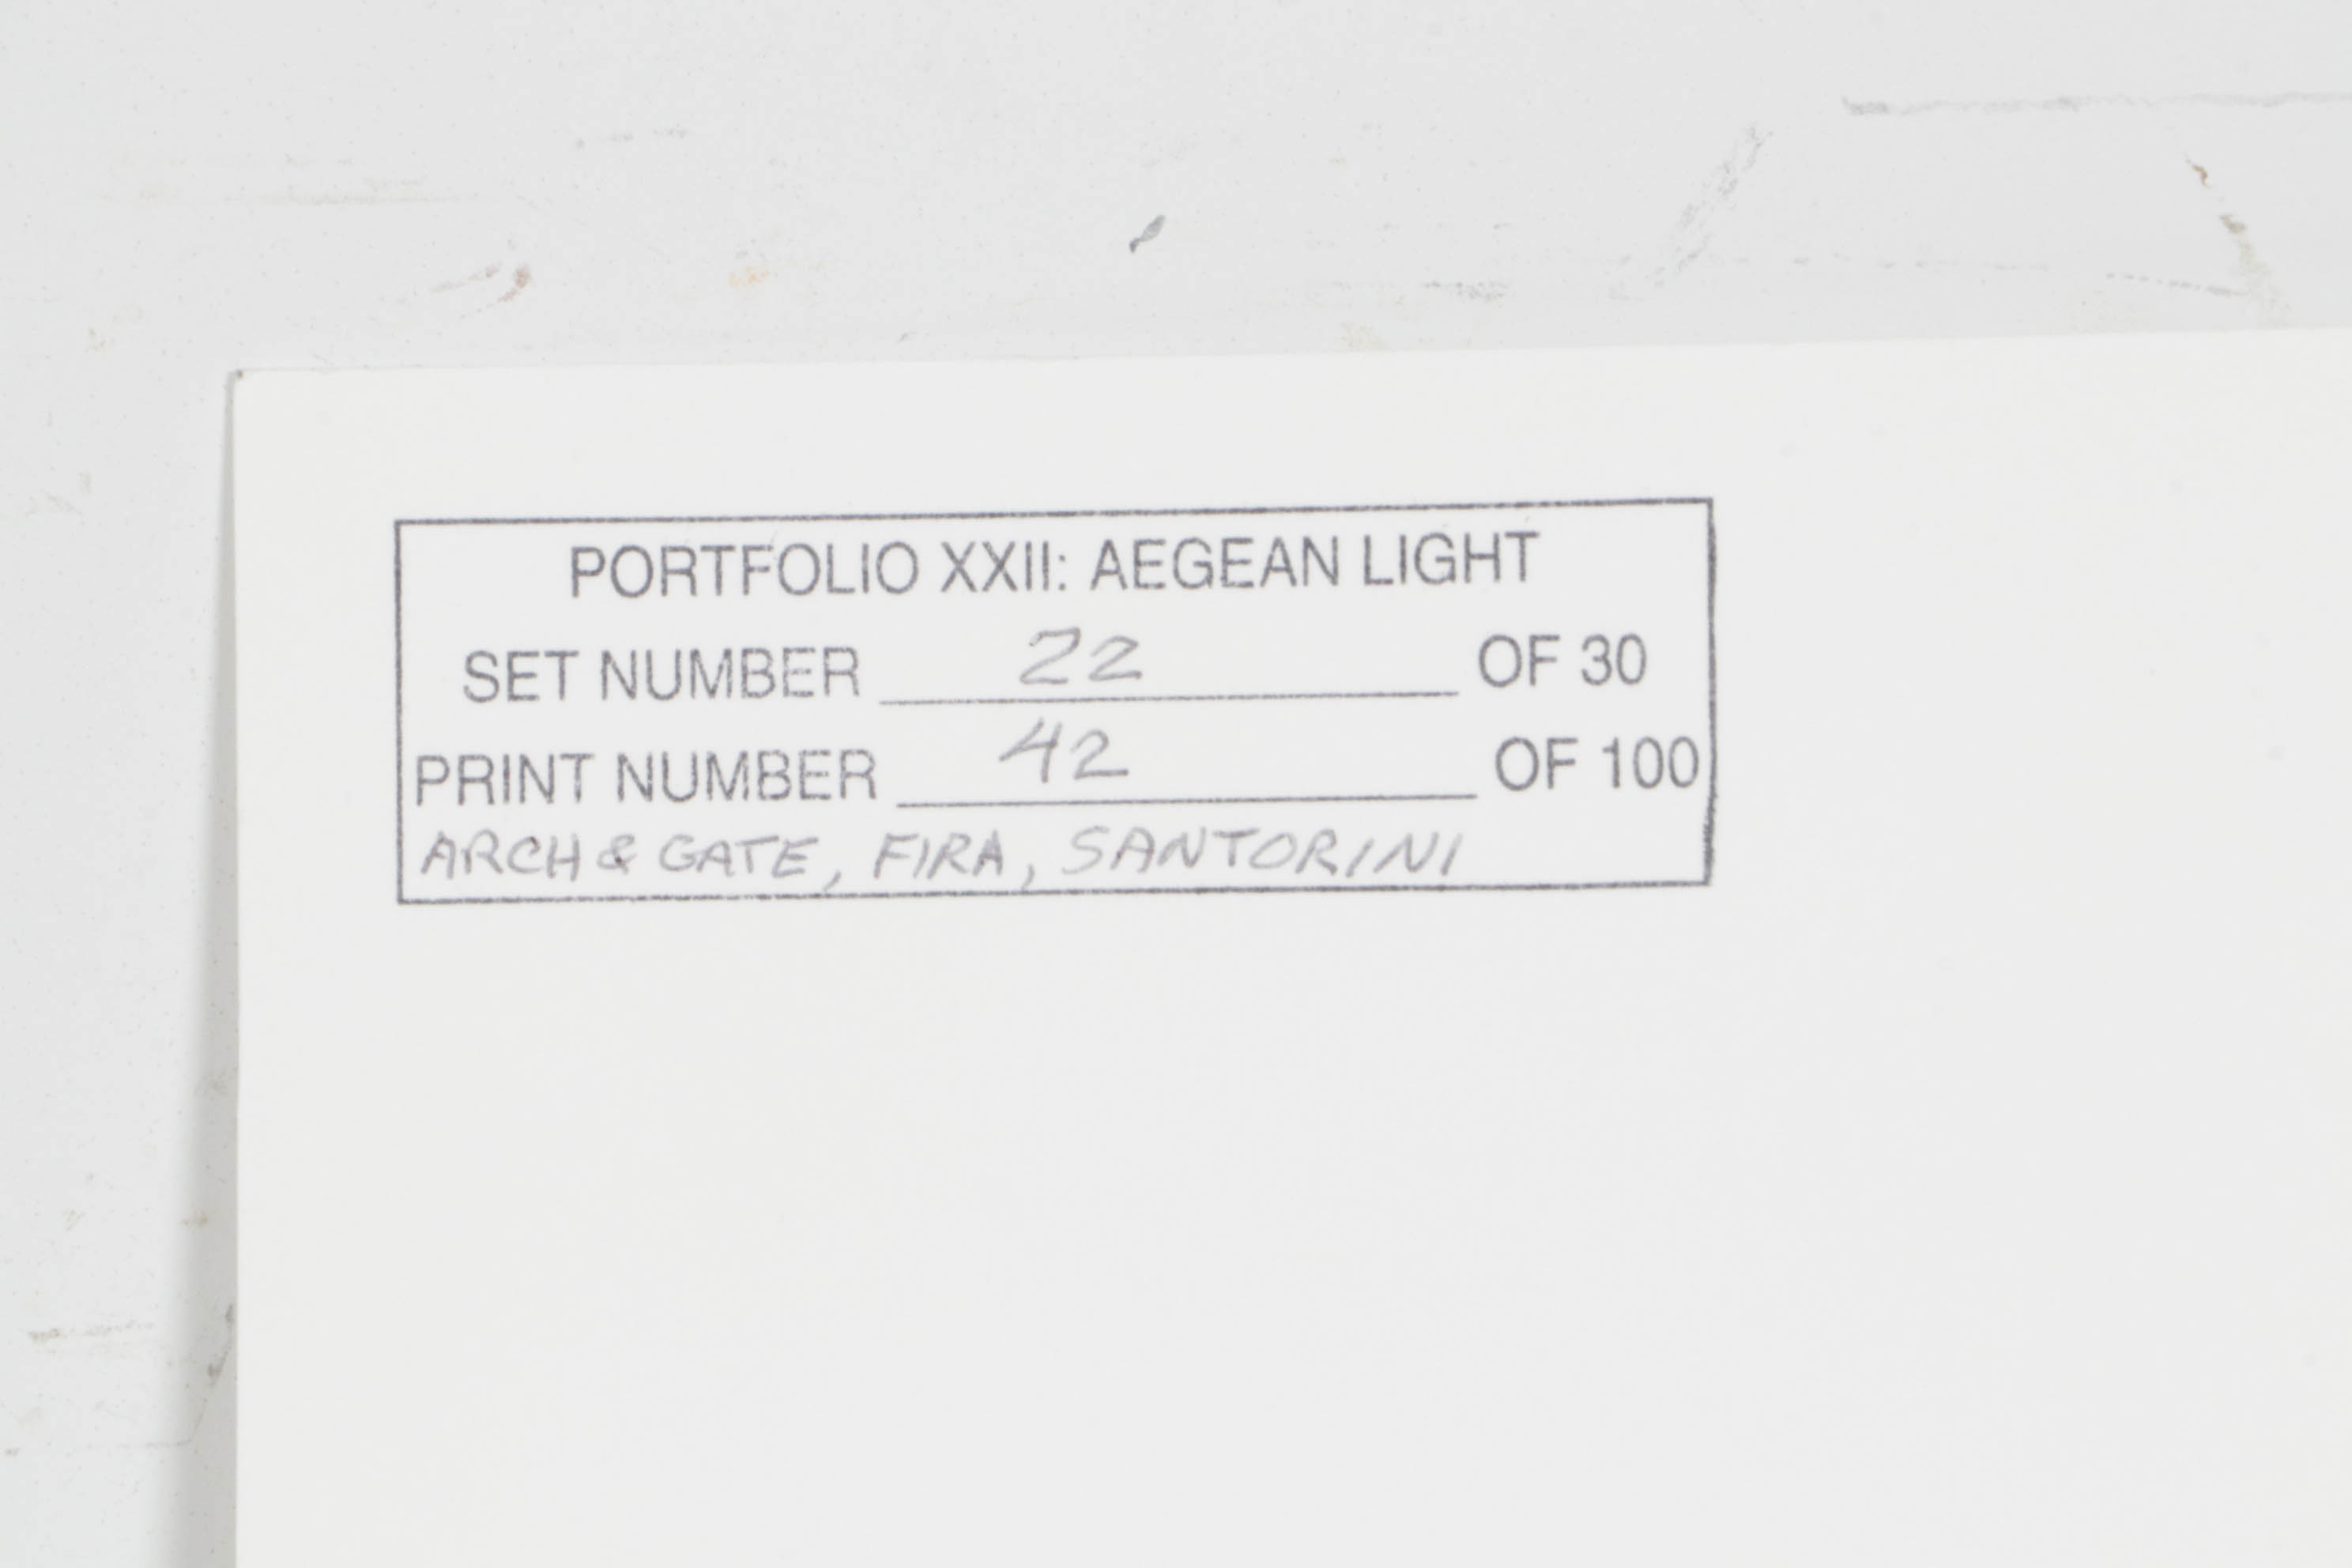 PORTFOLIO XXII: AEGEAN LIGHT
SET NUMBER 22 OF 30
PRINT NUMBER 42 OF 100
ARCH & GATE, FIRA, SANTORINI